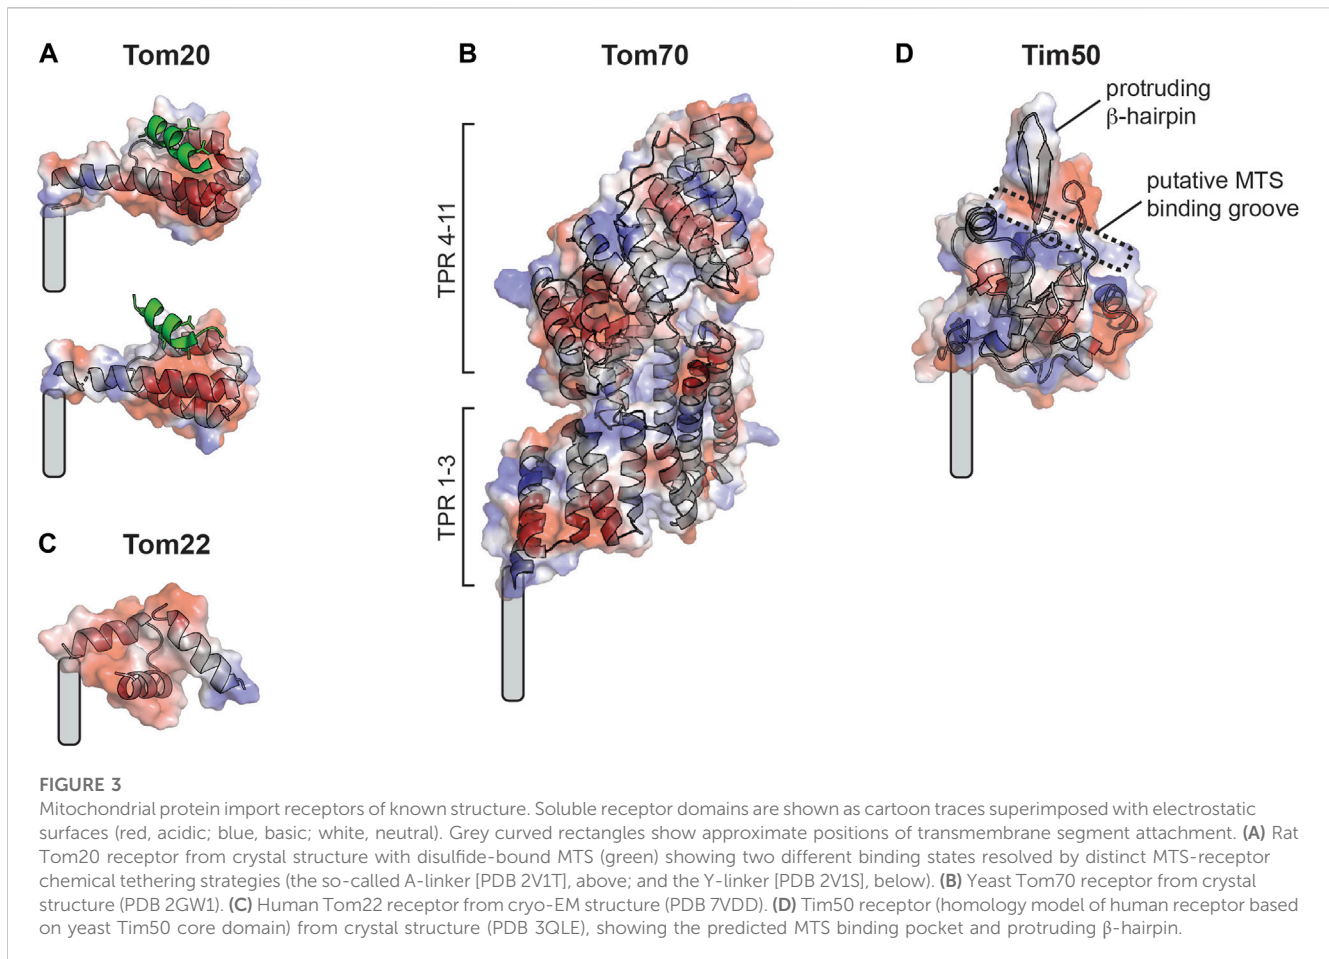 A Tom20
B Tom70
D Tim50
protruding
β-hairpin
putative MTS
binding groove
TPR 4-11
TPR 1-3
C Tom22
FIGURE 3
Mitochondrial protein import receptors of known structure. Soluble receptor domains are shown as cartoon traces superimposed with electrostatic
surfaces (red, acidic; blue, basic; white, neutral). Grey curved rectangles show approximate positions of transmembrane segment attachment. (A) Rat
Tom20 receptor from crystal structure with disulfide-bound MTS (green) showing two different binding states resolved by distinct MTS-receptor
chemical tethering strategies (the so-called A-linker [PDB 2V1T], above; and the Y-linker [PDB 2V1S], below). (B) Yeast Tom70 receptor from crystal
structure (PDB 2GW1). (C) Human Tom22 receptor from cryo-EM structure (PDB 7VDD). (D) Tim50 receptor (homology model of human receptor based
on yeast Tim50 core domain) from crystal structure (PDB 3QLE), showing the predicted MTS binding pocket and protruding β-hairpin.